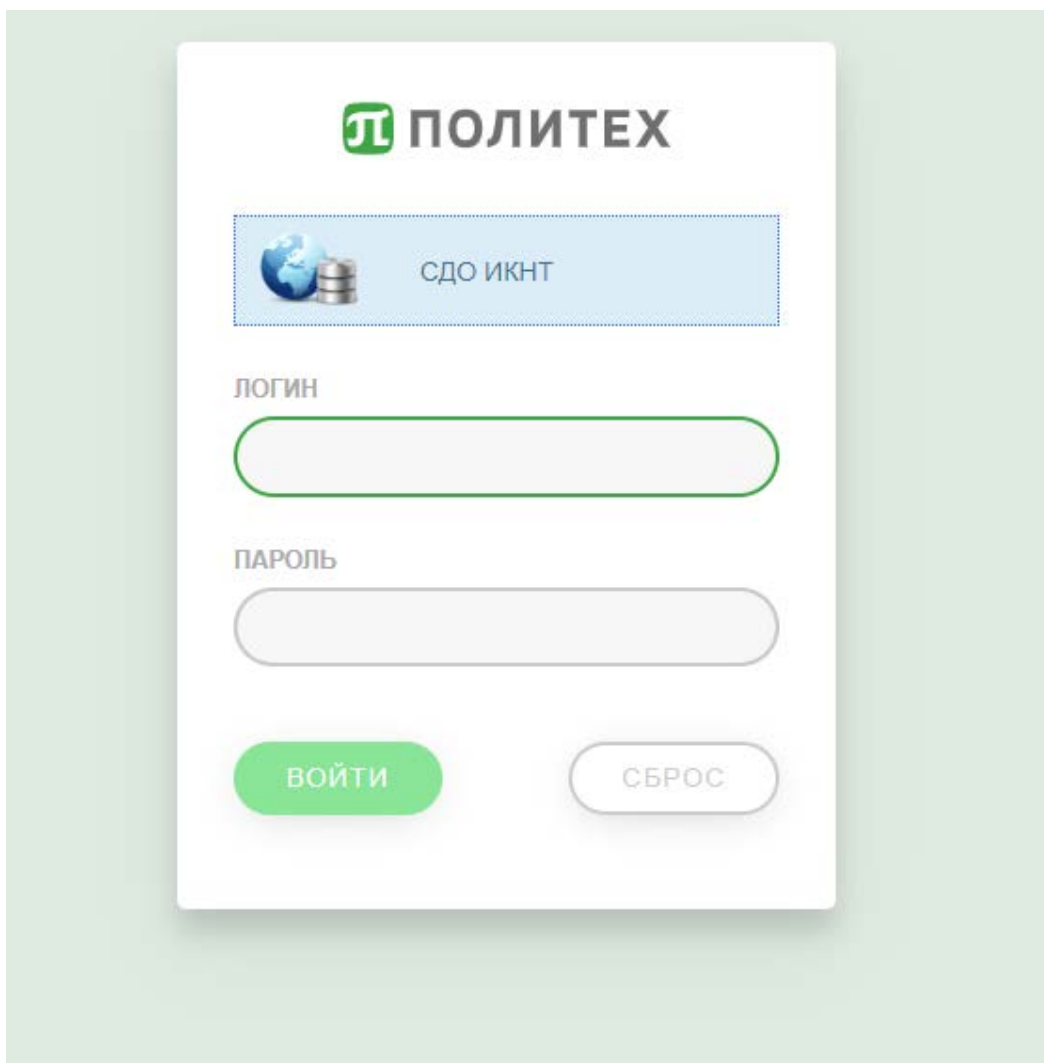 ПОЛИТЕХ
СДО ИКНТ
ЛОГИН
ПАРОЛЬ
ВОЙТИ СБРОС